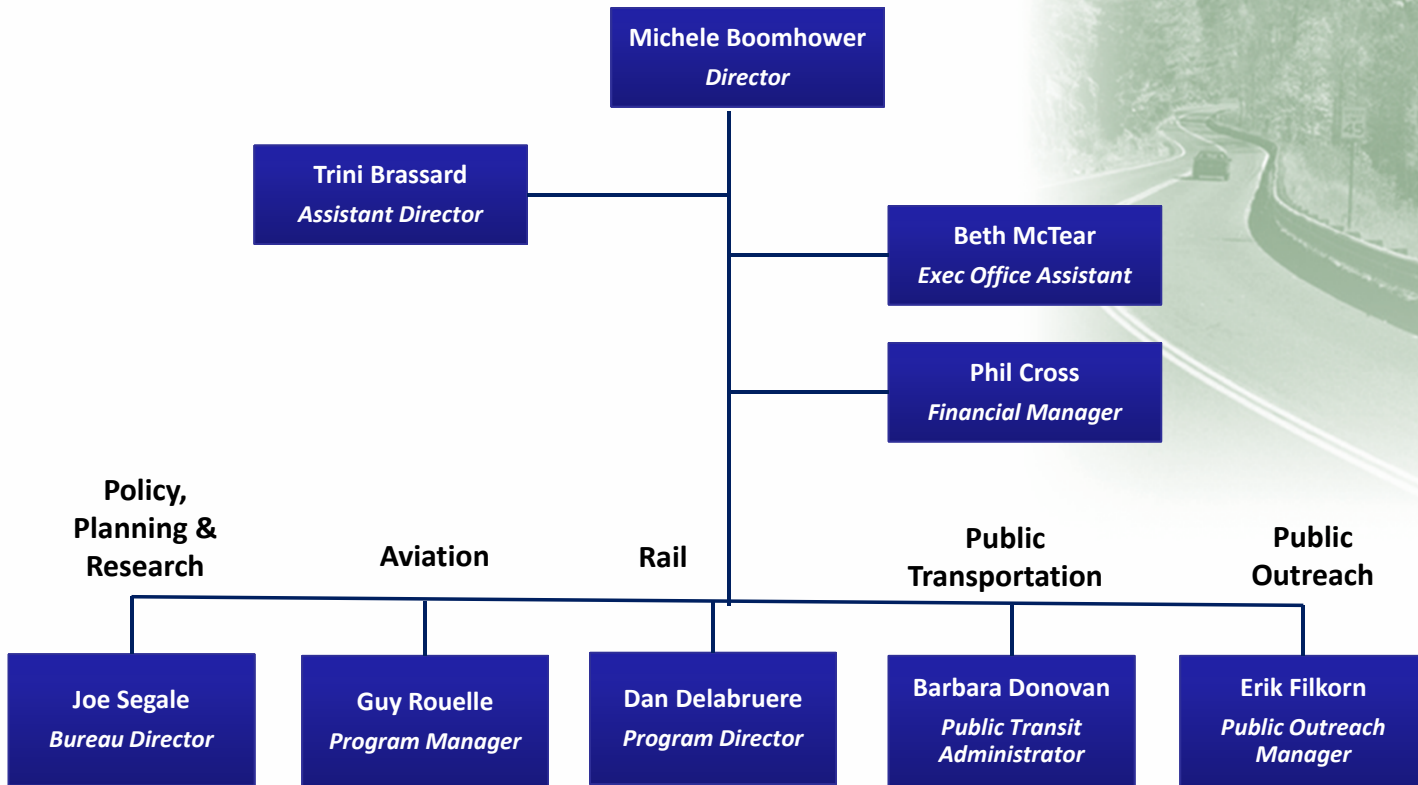 Michele Boomhower
Director
Trini Brassard
Assistant Director
Beth McTear
Exec Office Assistant
Phil Cross
Financial Manager
Policy,
Planning &
Research
Aviation
Rail
Public
Transportation
Public
Outreach
Joe Segale
Bureau Director
Guy Rouelle
Program Manager
Dan Delabruere
Program Director
Barbara Donovan
Public Transit
Administrator
Erik Filkorn
Public Outreach
Manager